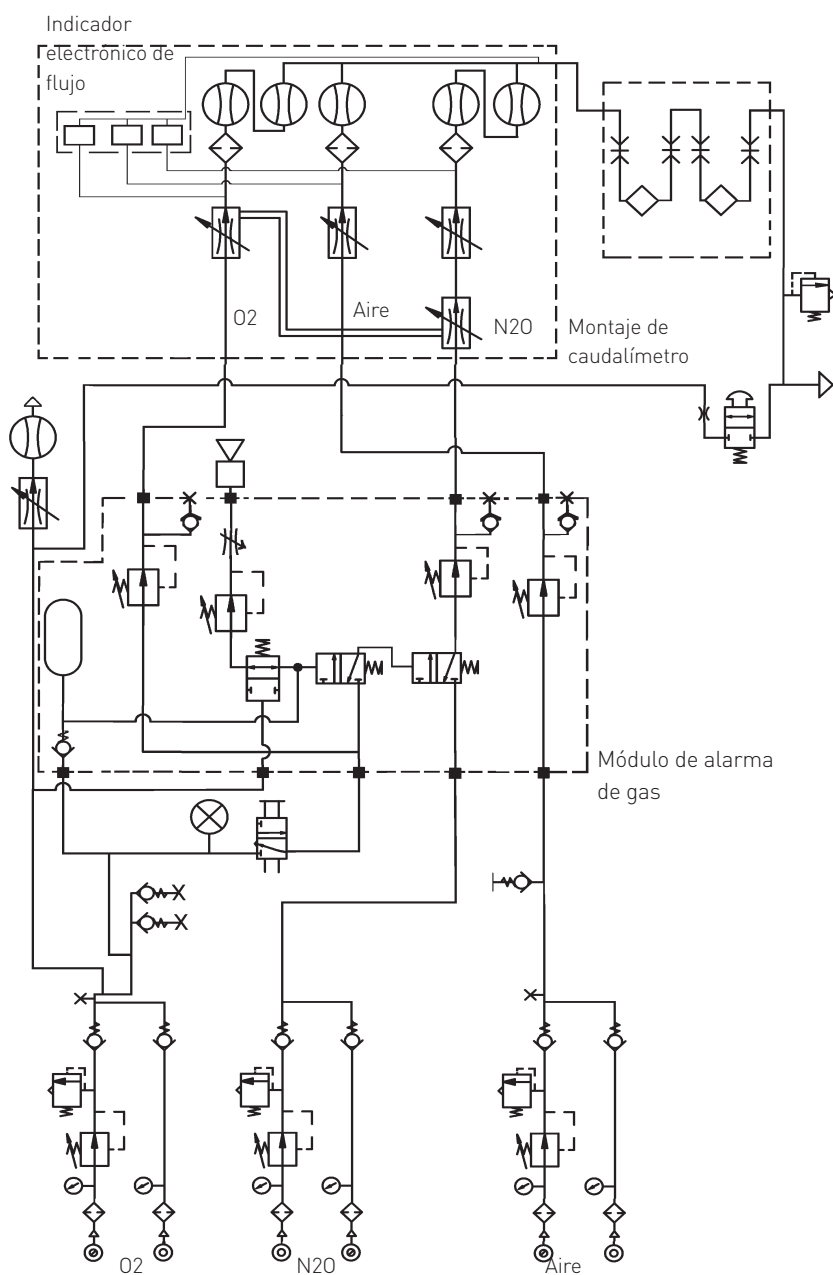 Indicador
electrónico de
flujo
O2
Aire
N2O
Montaje de
caudalímetro
Módulo de alarma
de gas
O2
N2O
Aire